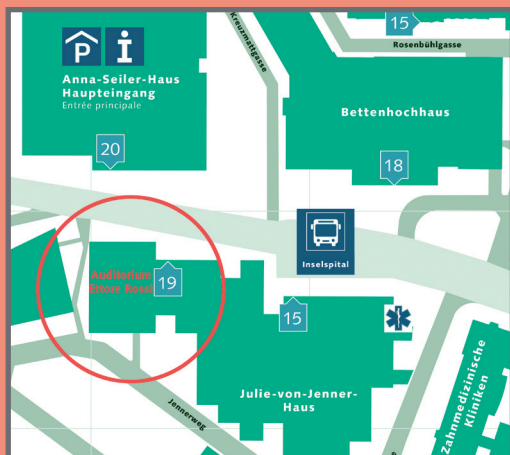 15
Kreuzmattgasse
Rosenbühlgasse
P i
Anna-Seiler-Haus
Haupteingang
Entrée principale
Bettenhochhaus
20
18
Inselspital
Auditorium
Ettore Rossi
19
15
Julie-von-Jenner-
Haus
Jennerweg
Zahnmedizinische
Kliniken